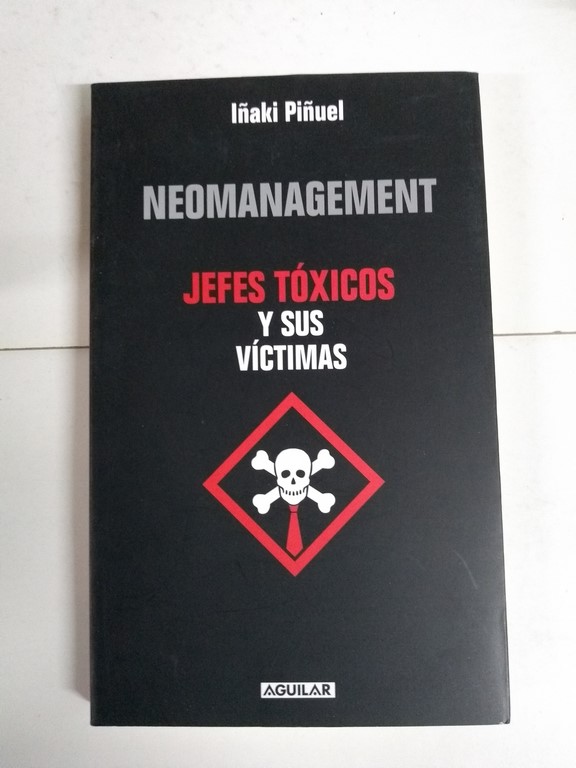 Iñaki Piñuel
NEOMANAGEMENT
JEFES TÓXICOS
Y SUS
VÍCTIMAS
AGUILAR